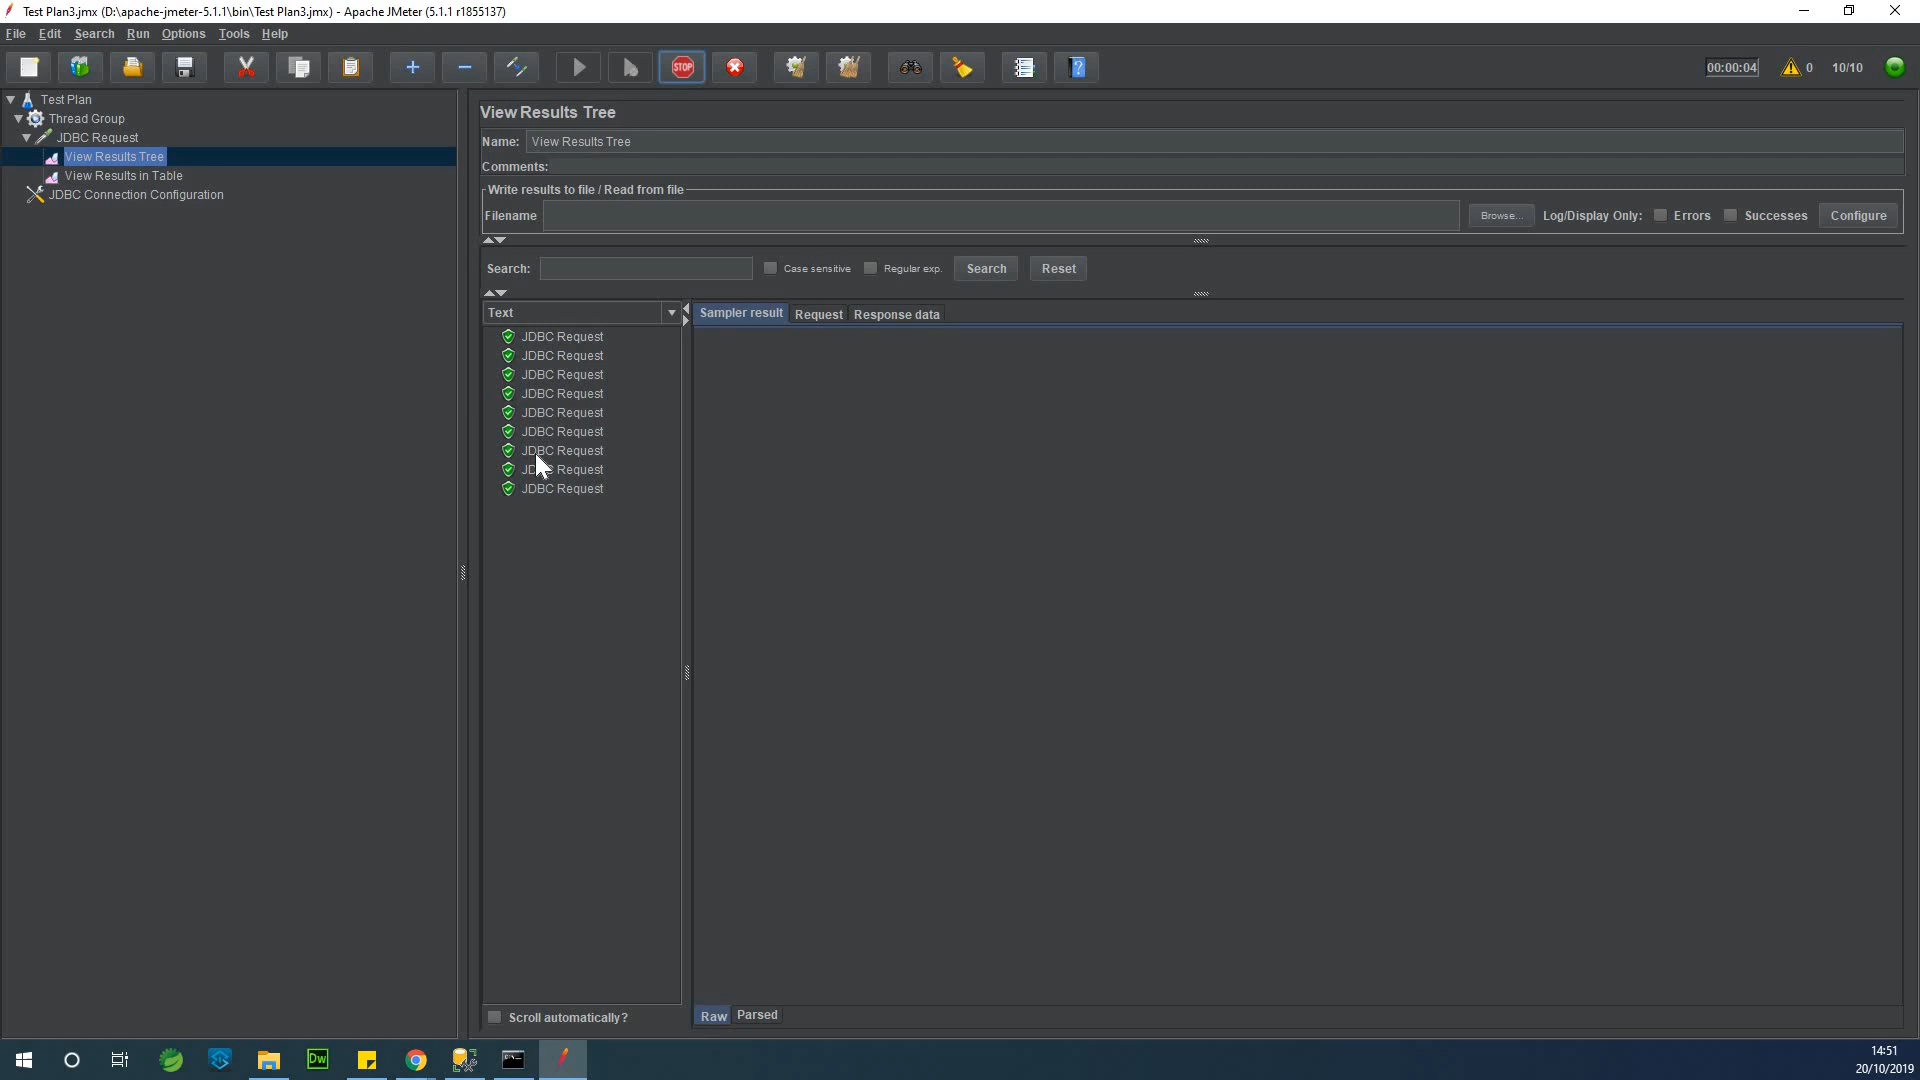 Test Plan3.jmx (D:\apache-jmeter-5.1.1\bin\Test Plan3.jmx) - Apache JMeter (5.1.1 r1855137)
File Edit Search Run Options Tools Help
STOP
00:00:04 0 10/10
Test Plan
Thread Group
JDBC Request
View Results Tree
View Results in Table
JDBC Connection Configuration
View Results Tree
Name: View Results Tree
Comments:
Write results to file / Read from file
Filename Browse... Log/Display Only: Errors Successes Configure
Search: Case sensitive Regular exp. Search Reset
Text
Sampler result Request Response data
JDBC Request
JDBC Request
JDBC Request
JDBC Request
JDBC Request
JDBC Request
JDBC Request
JDBC Request
JDBC Request
Scroll automatically?
Raw Parsed
Dw
14:51
20/10/2019